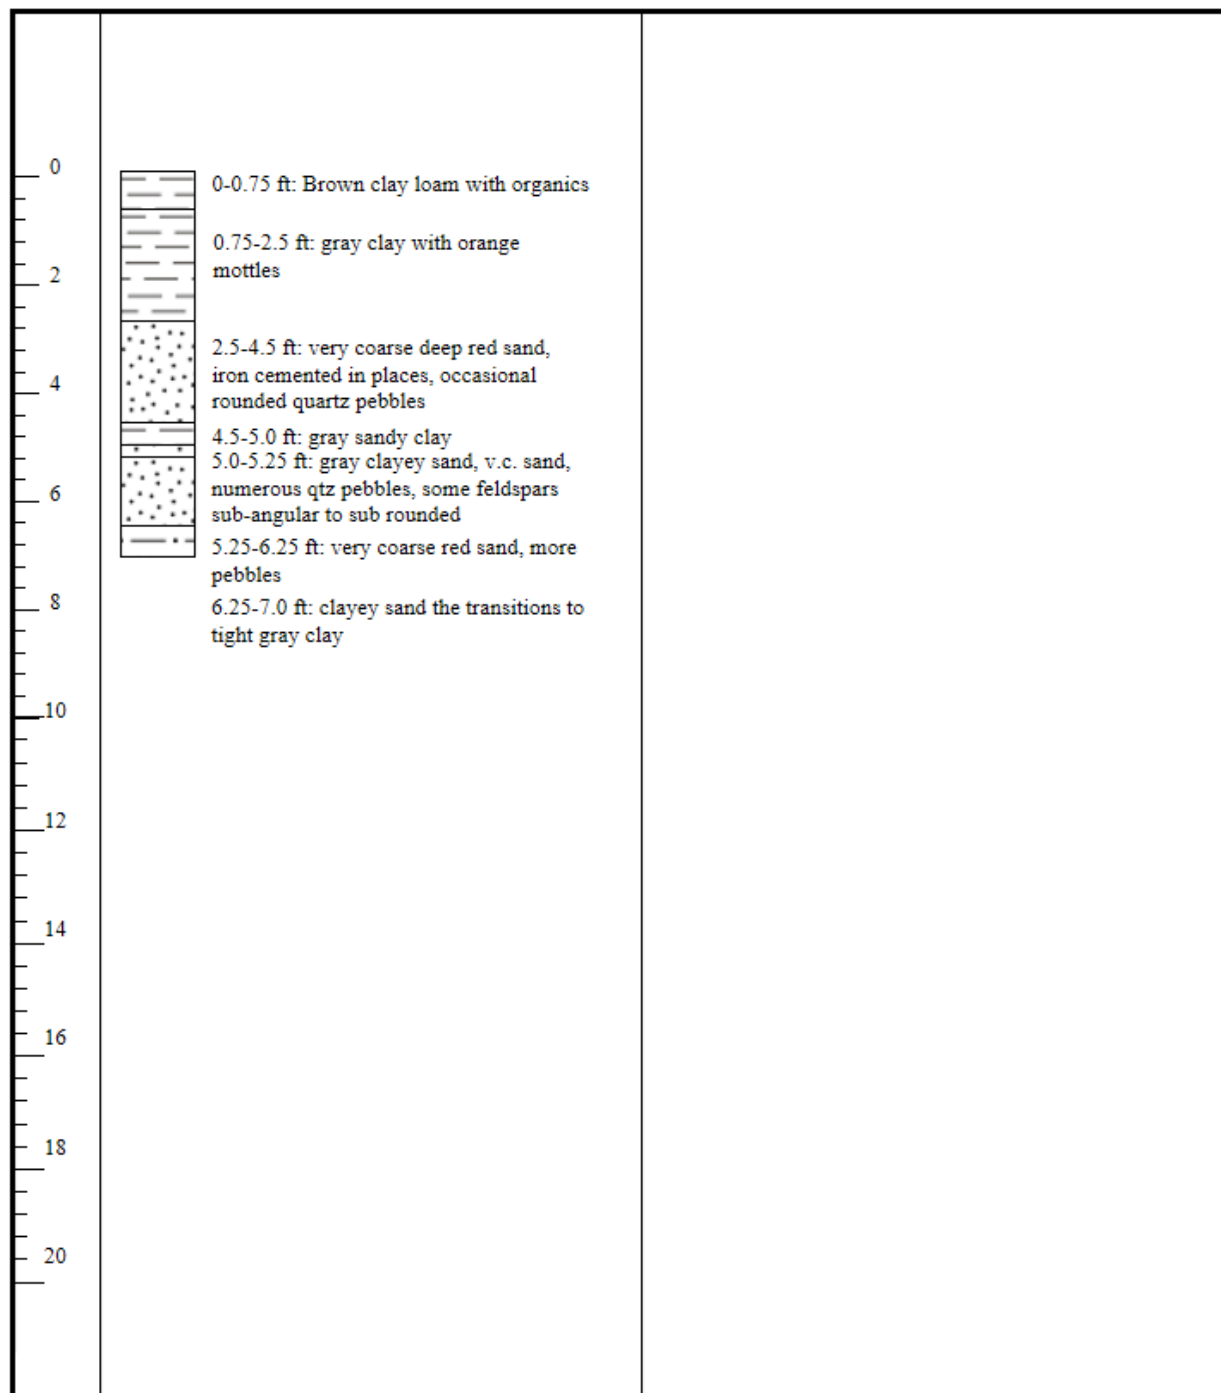 0
0-0.75 ft: Brown clay loam with organics
0.75-2.5 ft: gray clay with orange
mottles
2
2.5-4.5 ft: very coarse deep red sand,
iron cemented in places, occasional
rounded quartz pebbles
4
4.5-5.0 ft: gray sandy clay
5.0-5.25 ft: gray clayey sand, v.c. sand,
numerous qtz pebbles, some feldspars
sub-angular to sub rounded
6
5.25-6.25 ft: very coarse red sand, more
pebbles
8
6.25-7.0 ft: clayey sand the transitions to
tight gray clay
10
12
14
16
18
20